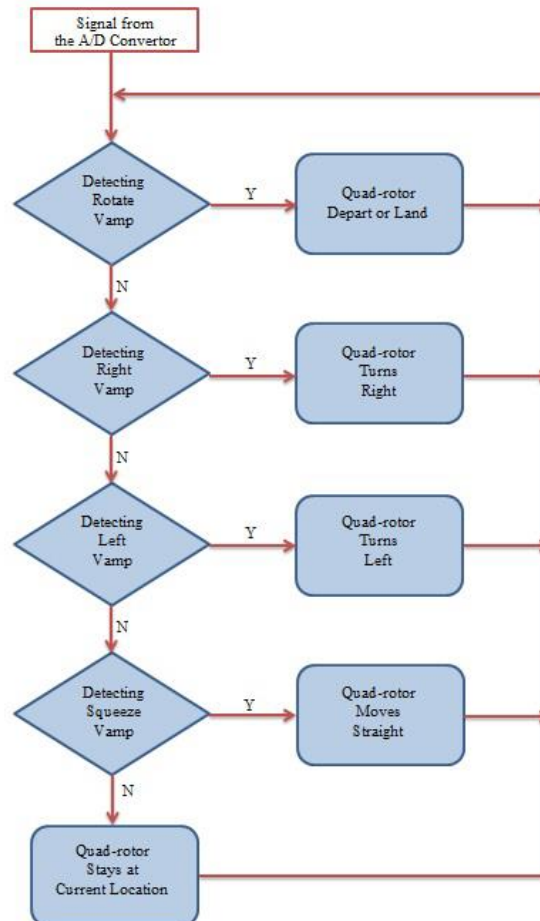 Signal from
the A/D Convertor
Detecting
Rotate
Vamp
Y
Quad-rotor
Depart or Land
N
Detecting
Right
Vamp
Y
Quad-rotor
Turns
Right
N
Detecting
Left
Vamp
Y
Quad-rotor
Turns
Left
N
Detecting
Squeeze
Vamp
Y
Quad-rotor
Moves
Straight
N
Quad-rotor
Stays at
Current Location